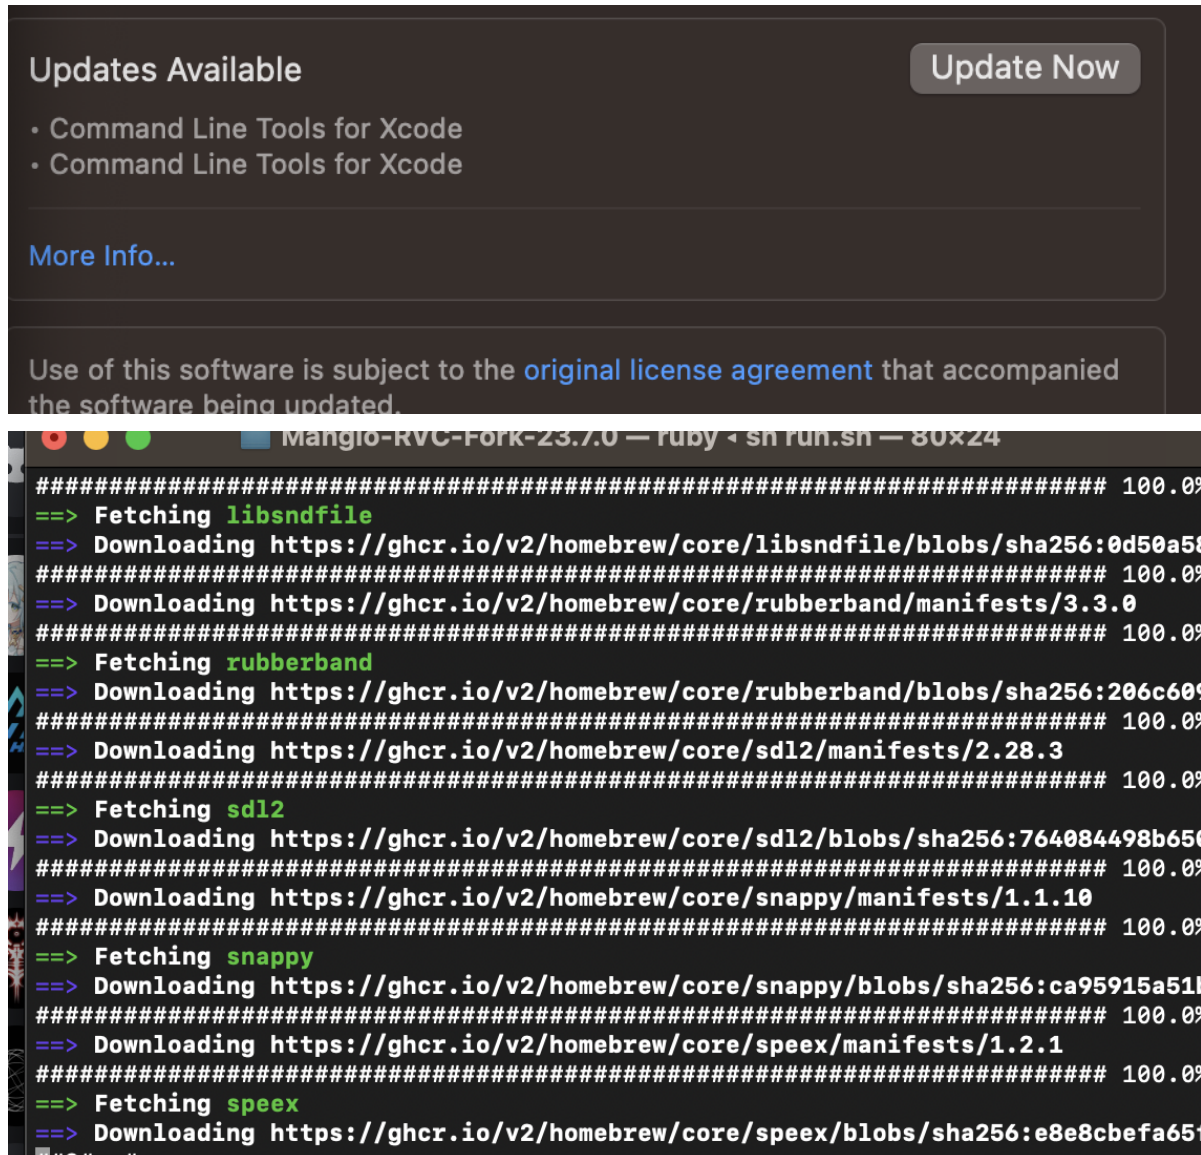 Updates Available
Update Now
• Command Line Tools for Xcode
• Command Line Tools for Xcode
More Info...
Use of this software is subject to the original license agreement that accompanied
the software being updated.
Mangio-RVC-Fork-23.7.0 — ruby ◂ sh run.sh — 80×24
######################################################################### 100.0%
==> Fetching libsndfile
==> Downloading https://ghcr.io/v2/homebrew/core/libsndfile/blobs/sha256:0d50a58
######################################################################### 100.0%
==> Downloading https://ghcr.io/v2/homebrew/core/rubberband/manifests/3.3.0
######################################################################### 100.0%
==> Fetching rubberband
==> Downloading https://ghcr.io/v2/homebrew/core/rubberband/blobs/sha256:206c609
######################################################################### 100.0%
==> Downloading https://ghcr.io/v2/homebrew/core/sdl2/manifests/2.28.3
######################################################################### 100.0%
==> Fetching sdl2
==> Downloading https://ghcr.io/v2/homebrew/core/sdl2/blobs/sha256:764084498b650
######################################################################### 100.0%
==> Downloading https://ghcr.io/v2/homebrew/core/snappy/manifests/1.1.10
######################################################################### 100.0%
==> Fetching snappy
==> Downloading https://ghcr.io/v2/homebrew/core/snappy/blobs/sha256:ca95915a51b
######################################################################### 100.0%
==> Downloading https://ghcr.io/v2/homebrew/core/speex/manifests/1.2.1
######################################################################### 100.0%
==> Fetching speex
==> Downloading https://ghcr.io/v2/homebrew/core/speex/blobs/sha256:e8e8cbefa65f